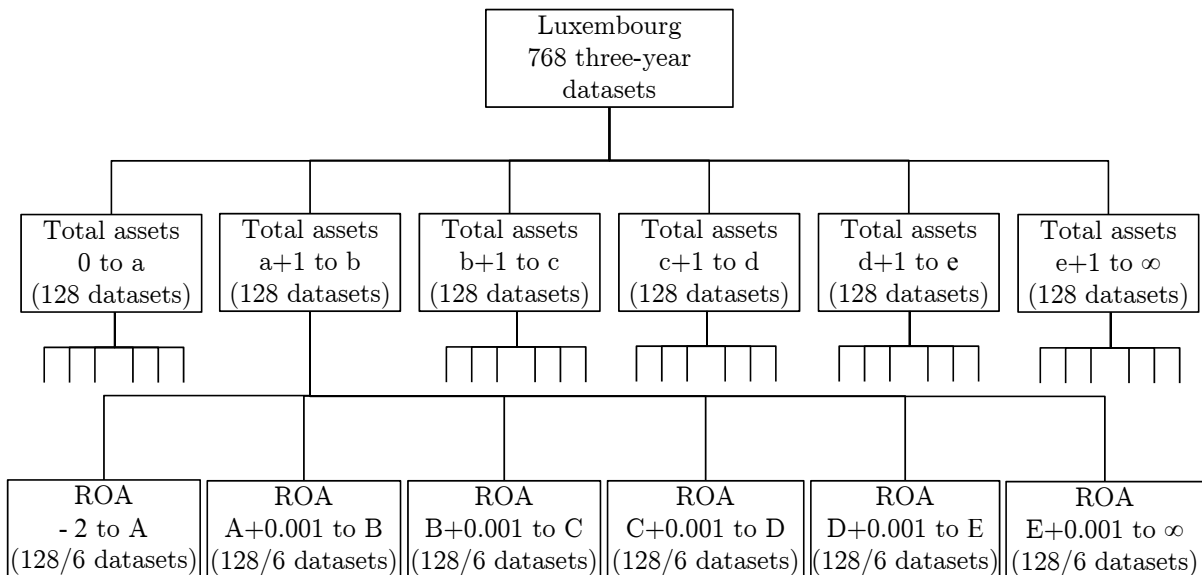 Luxembourg
768 three-year
datasets
Total assets
0 to a
(128 datasets)
Total assets
a+1 to b
(128 datasets)
Total assets
b+1 to c
(128 datasets)
Total assets
c+1 to d
(128 datasets)
Total assets
d+1 to e
(128 datasets)
Total assets
e+1 to ∞
(128 datasets)
ROA
- 2 to A
(128/6 datasets)
ROA
A+0.001 to B
(128/6 datasets)
ROA
B+0.001 to C
(128/6 datasets)
ROA
C+0.001 to D
(128/6 datasets)
ROA
D+0.001 to E
(128/6 datasets)
ROA
E+0.001 to ∞
(128/6 datasets)